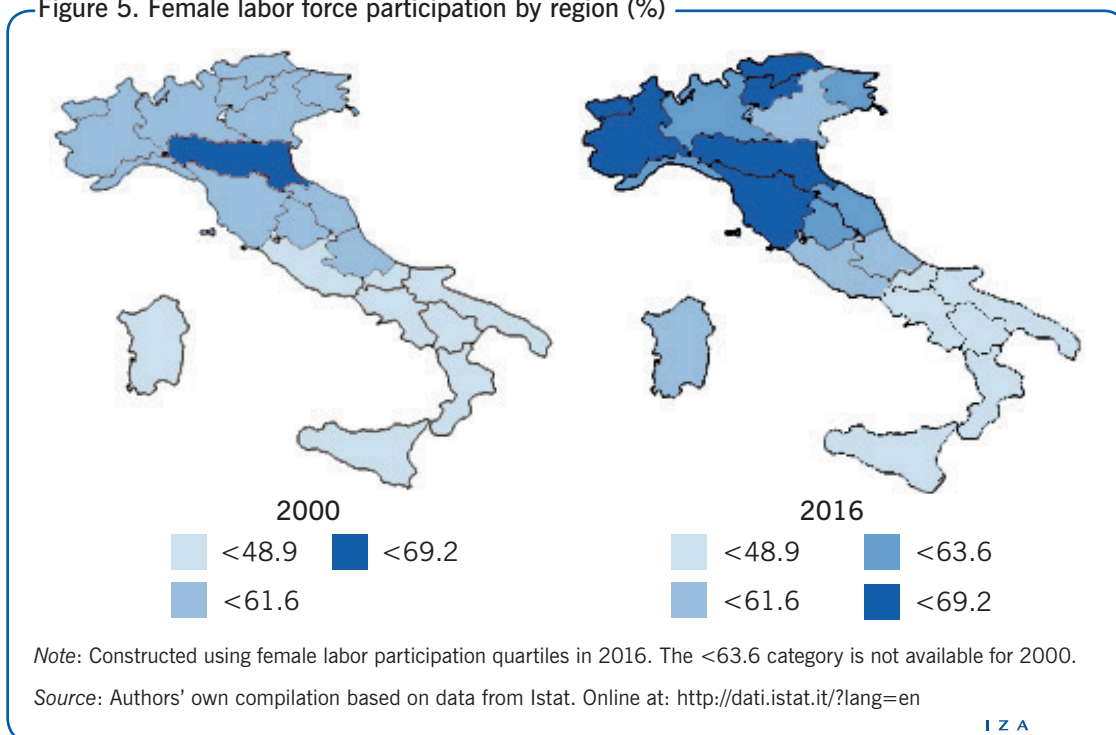 Figure 5. Female labor force participation by region (%)
2000
<48.9
<69.2
<61.6
2016
<48.9
<63.6
<61.6
<69.2
Note: Constructed using female labor participation quartiles in 2016. The <63.6 category is not available for 2000.
Source: Authors' own compilation based on data from Istat. Online at: http://dati.istat.it/?lang=en
I Z A